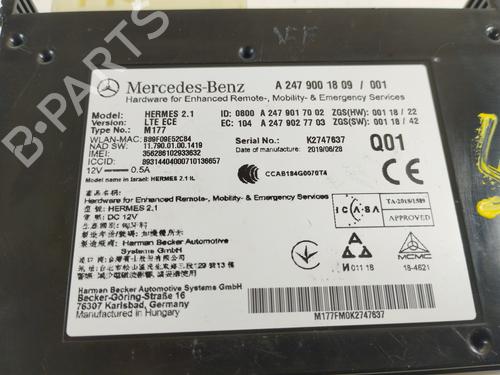 B-PARTS
Mercedes-Benz A 247 900 18 09 / 001
Hardware for Enhanced Remote-, Mobility- & Emergency Services
Model: HERMES 2.1 ID: 0800 A 247 901 70 02 ZGS(HW): 001 18 / 22
Version: LTE ECE EC: 104 A 247 902 77 03 ZGS(SW): 001 18 / 42
Type No.: M177
WLAN-MAC: B89F09E52CB4 Serial No.: K2747637 Q01
NAD SW: 11.790.01.00.1419 2019/06/28
IMEI: 356286102933632
ICCID: 89314404000710136657
12V 0.5A CCAB184G0070T4 CE
Model name in Israel: HERMES 2.1 IL
Hardware for Enhanced Remote-, Mobility- & Emergency Services
: HERMES 2.1
: DC 12V
ICASA TA-2018/1589
APPROVED
Harman Becker Automotive
Systems GmbH
011 18 MCMC
18-4821
Harman Becker Automotive Systems GmbH
Becker-Göring-Straße 16
76307 Karlsbad, Germany
Manufactured in Hungary M177FM0K2747637